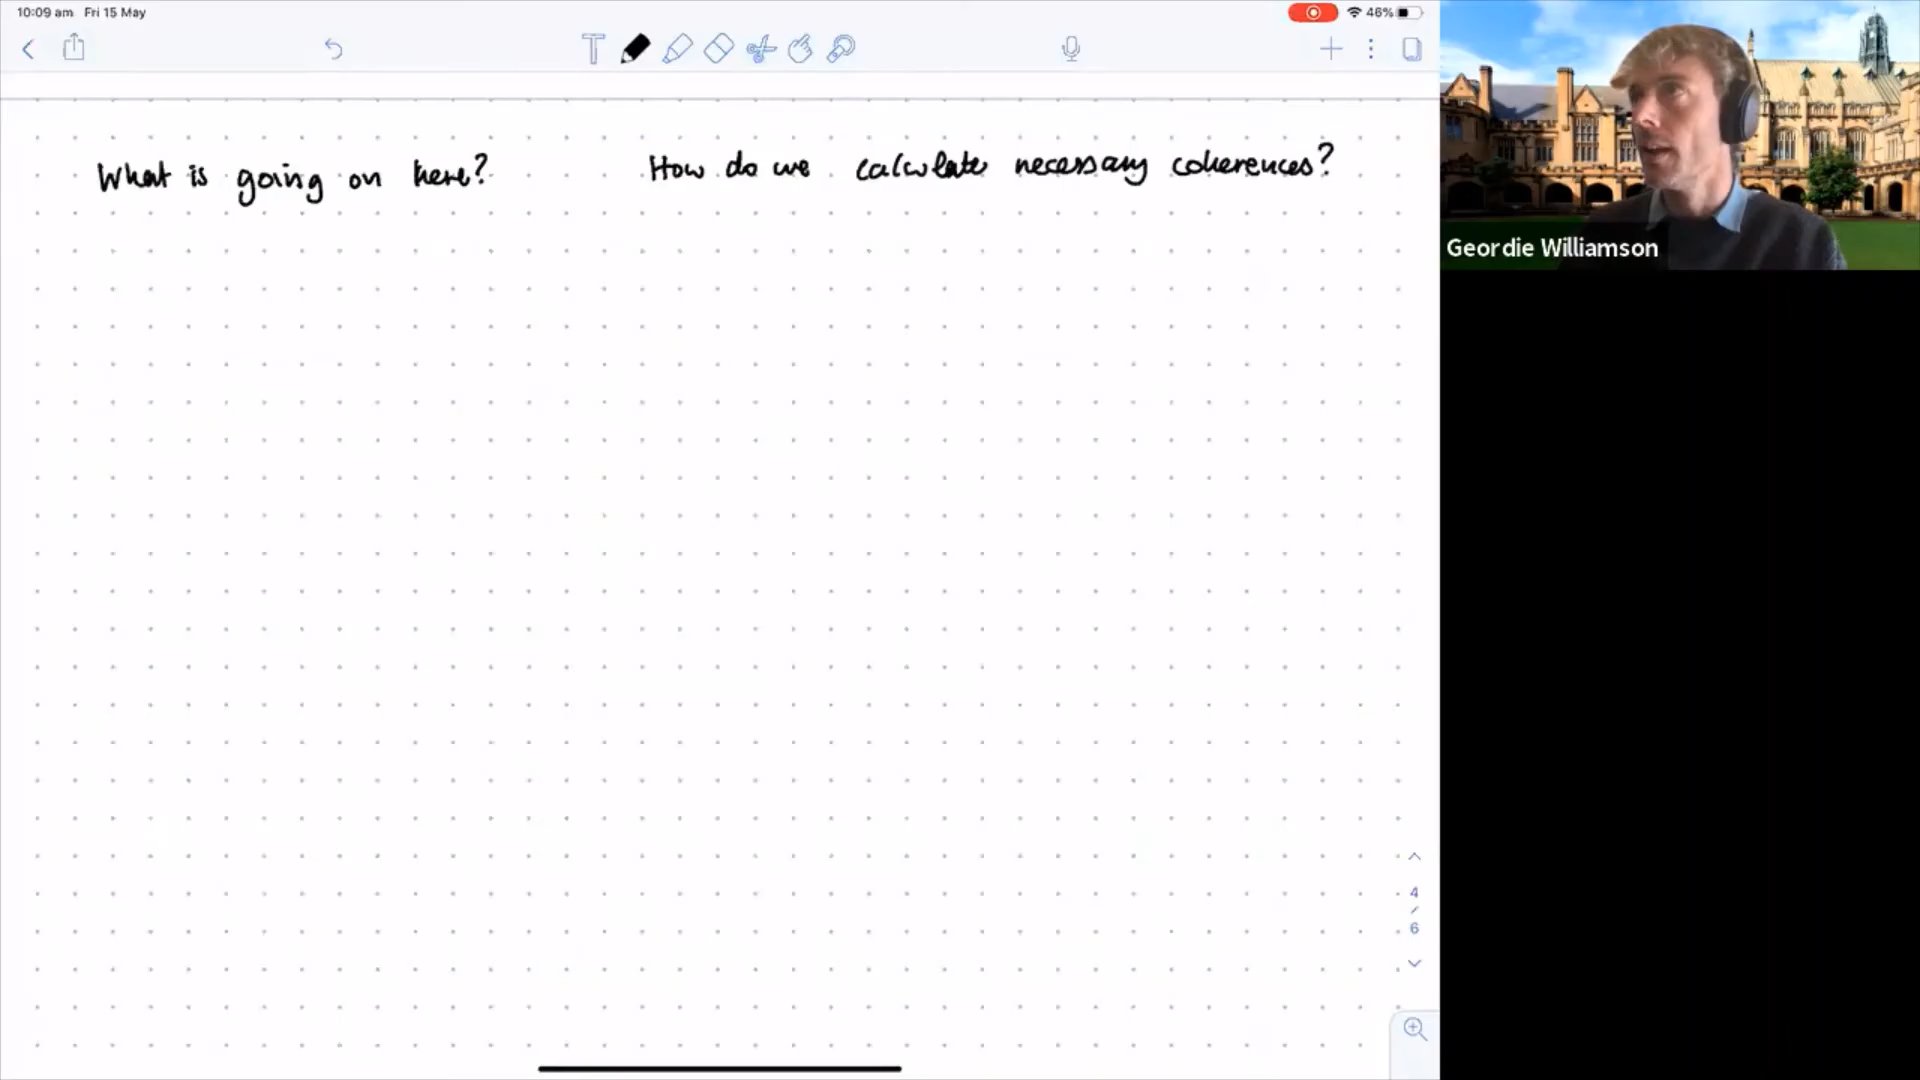 10:09 am Fri 15 May
46%
T
What is going on here?
How do we calculate necessary coherences?
Geordie Williamson
4
/
6